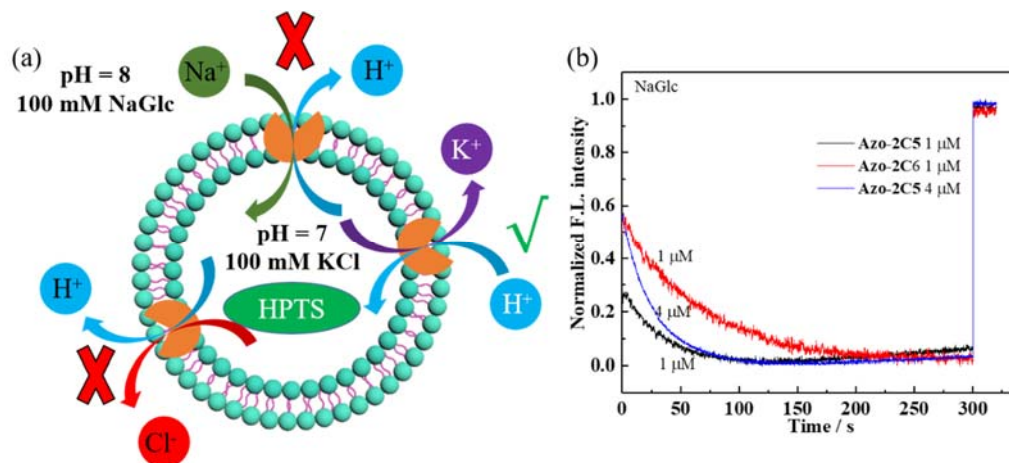 (a)
pH = 8
100 mM NaGlc
Na⁺
H⁺
K⁺
pH = 7
100 mM KCl
HPTS
H⁺
H⁺
Cl⁻
(b)
NaGlc
Azo-2C5 1 μM
Azo-2C6 1 μM
Azo-2C5 4 μM
1 μM
4 μM
1 μM
Normalized F.L. intensity
1.0
0.8
0.6
0.4
0.2
0.0
0 50 100 150 200 250 300
Time / s